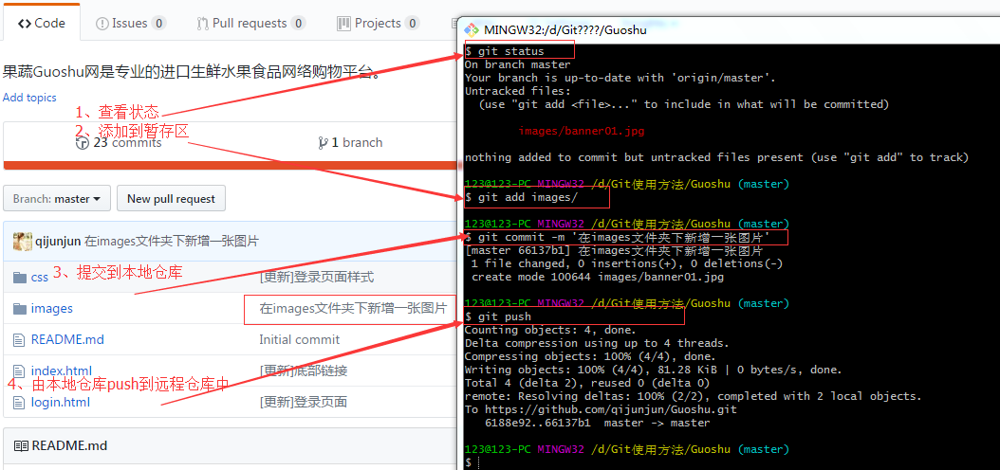 Code Issues 0 Pull requests 0 Projects 0
果蔬Guoshu网是专业的进口生鲜水果食品网络购物平台。
Add topics
1、查看状态
2、添加到暂存区
23 commits 1 branch
Branch: master New pull request
qijunjun 在images文件夹下新增一张图片
css [更新]登录页面样式
3、提交到本地仓库
images 在images文件夹下新增一张图片
README.md Initial commit
index.html [更新]底部链接
4、由本地仓库push到远程仓库中
login.html [更新]登录页面
README.md
MINGW32:/d/Git????/Guoshu
$ git status
On branch master
Your branch is up-to-date with 'origin/master'.
Untracked files:
(use "git add <file>..." to include in what will be committed)
images/banner01.jpg
nothing added to commit but untracked files present (use "git add" to track)
123@123-PC MINGW32 /d/Git使用方法/Guoshu (master)
$ git add images/
123@123-PC MINGW32 /d/Git使用方法/Guoshu (master)
$ git commit -m '在images文件夹下新增一张图片'
[master 66137b1] 在images文件夹下新增一张图片
1 file changed, 0 insertions(+), 0 deletions(-)
create mode 100644 images/banner01.jpg
123@123-PC MINGW32 /d/Git使用方法/Guoshu (master)
$ git push
Counting objects: 4, done.
Delta compression using up to 4 threads.
Compressing objects: 100% (4/4), done.
Writing objects: 100% (4/4), 81.28 KiB | 0 bytes/s, done.
Total 4 (delta 2), reused 0 (delta 0)
remote: Resolving deltas: 100% (2/2), completed with 2 local objects.
To https://github.com/qijunjun/Guoshu.git
6188e92..66137b1 master -> master
123@123-PC MINGW32 /d/Git使用方法/Guoshu (master)
$